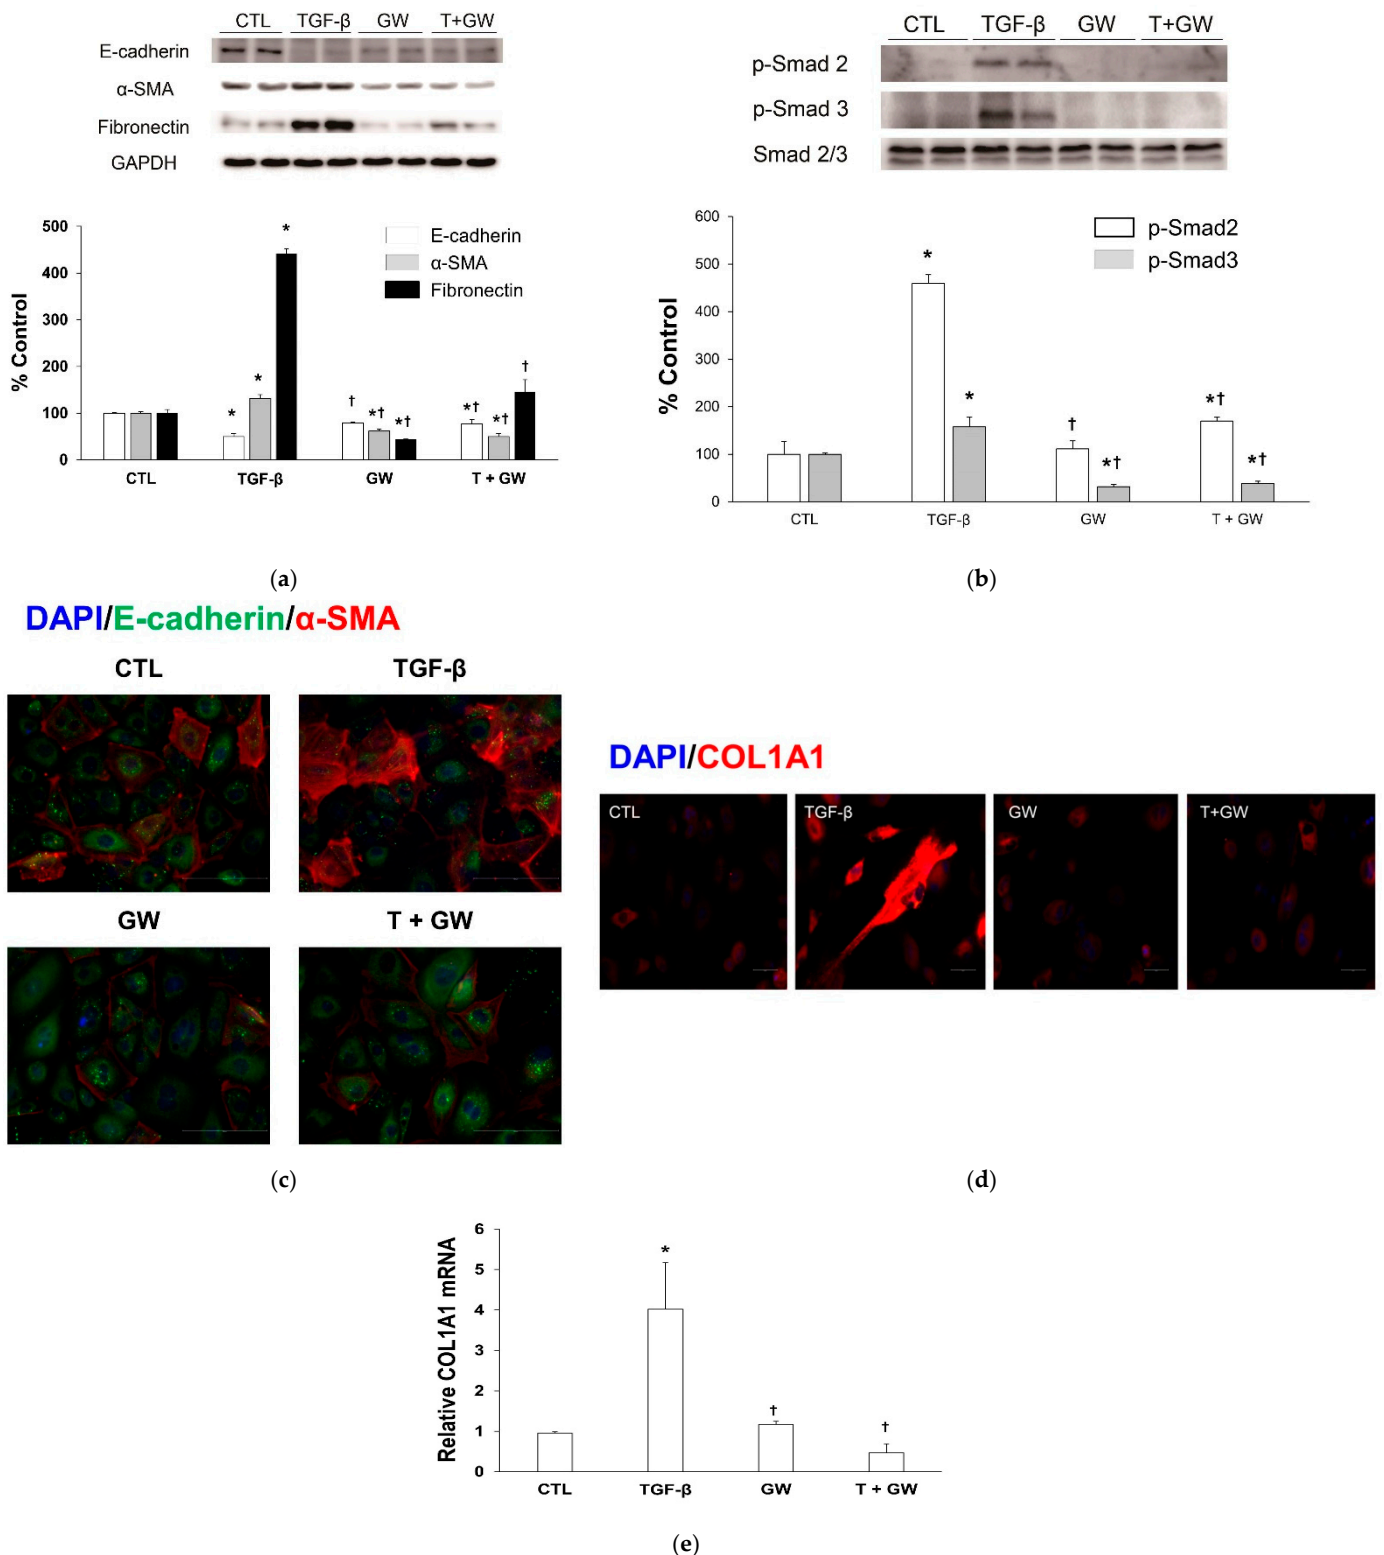 CTL TGF-β GW T+GW
E-cadherin
α-SMA
Fibronectin
GAPDH
500
400
300
200
100
0
% Control
E-cadherin
α-SMA
Fibronectin
*
*
*
†
*†
*†
*†
*†
†
CTL TGF-β GW T + GW
(a)
CTL TGF-β GW T+GW
p-Smad 2
p-Smad 3
Smad 2/3
600
500
400
300
200
100
0
% Control
p-Smad2
p-Smad3
*
*
†
*†
*†
*†
CTL TGF-β GW T + GW
(b)
DAPI/E-cadherin/α-SMA
CTL TGF-β
GW T + GW
(c)
DAPI/COL1A1
CTL TGF-β GW T+GW
(d)
6
5
4
3
2
1
0
Relative COL1A1 mRNA
*
†
†
CTL TGF-β GW T + GW
(e)